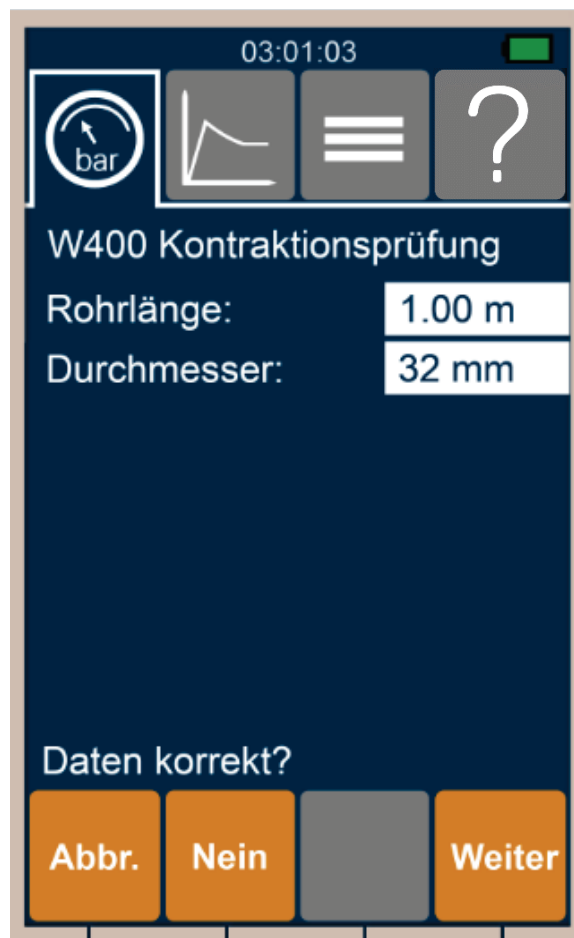 03:01:03
bar
?
W400 Kontraktionsprüfung
Rohrlänge: 1.00 m
Durchmesser: 32 mm
Daten korrekt?
Abbr. Nein Weiter